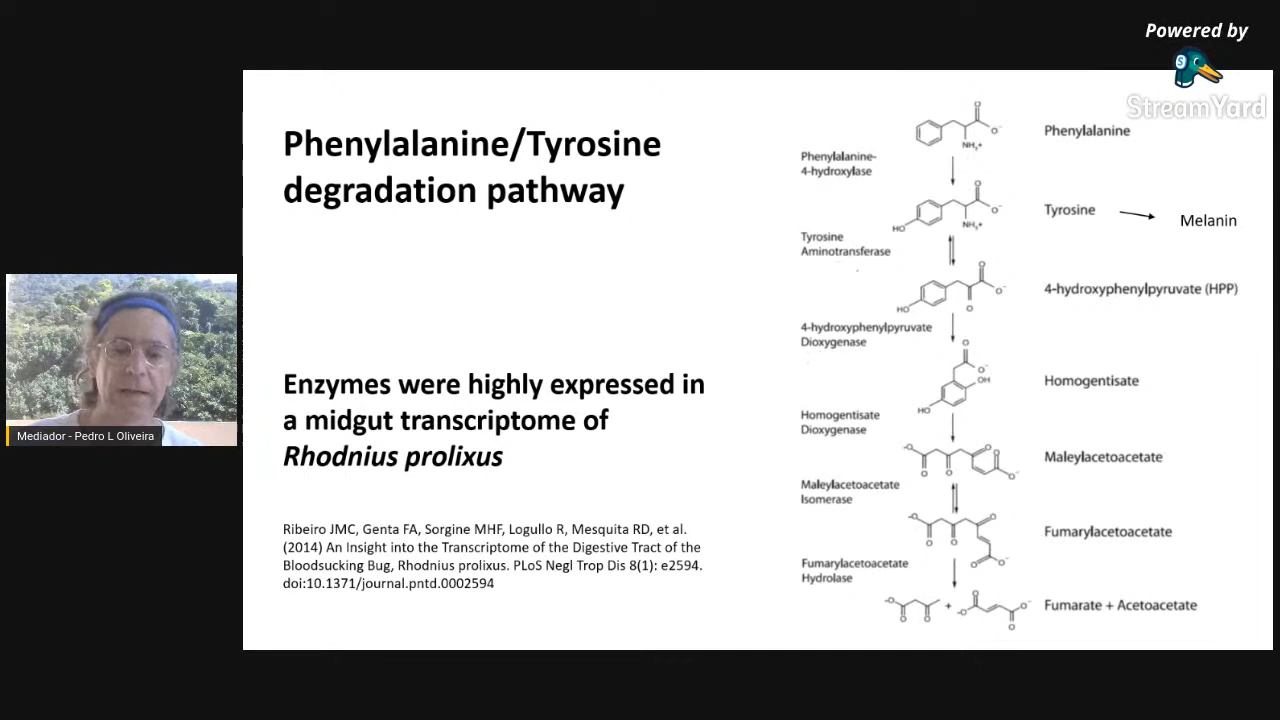 Powered by
StreamYard
Phenylalanine/Tyrosine
degradation pathway
Enzymes were highly expressed in
a midgut transcriptome of
Rhodnius prolixus
Ribeiro JMC, Genta FA, Sorgine MHF, Logullo R, Mesquita RD, et al.
(2014) An Insight into the Transcriptome of the Digestive Tract of the
Bloodsucking Bug, Rhodnius prolixus. PLoS Negl Trop Dis 8(1): e2594.
doi:10.1371/journal.pntd.0002594
Phenylalanine
Phenylalanine-
4-hydroxylase
Tyrosine
Melanin
Tyrosine
Aminotransferase
4-hydroxyphenylpyruvate (HPP)
4-hydroxyphenylpyruvate
Dioxygenase
Homogentisate
Homogentisate
Dioxygenase
Maleylacetoacetate
Maleylacetoacetate
Isomerase
Fumarylacetoacetate
Fumarylacetoacetate
Hydrolase
Fumarate + Acetoacetate
Mediador - Pedro L Oliveira